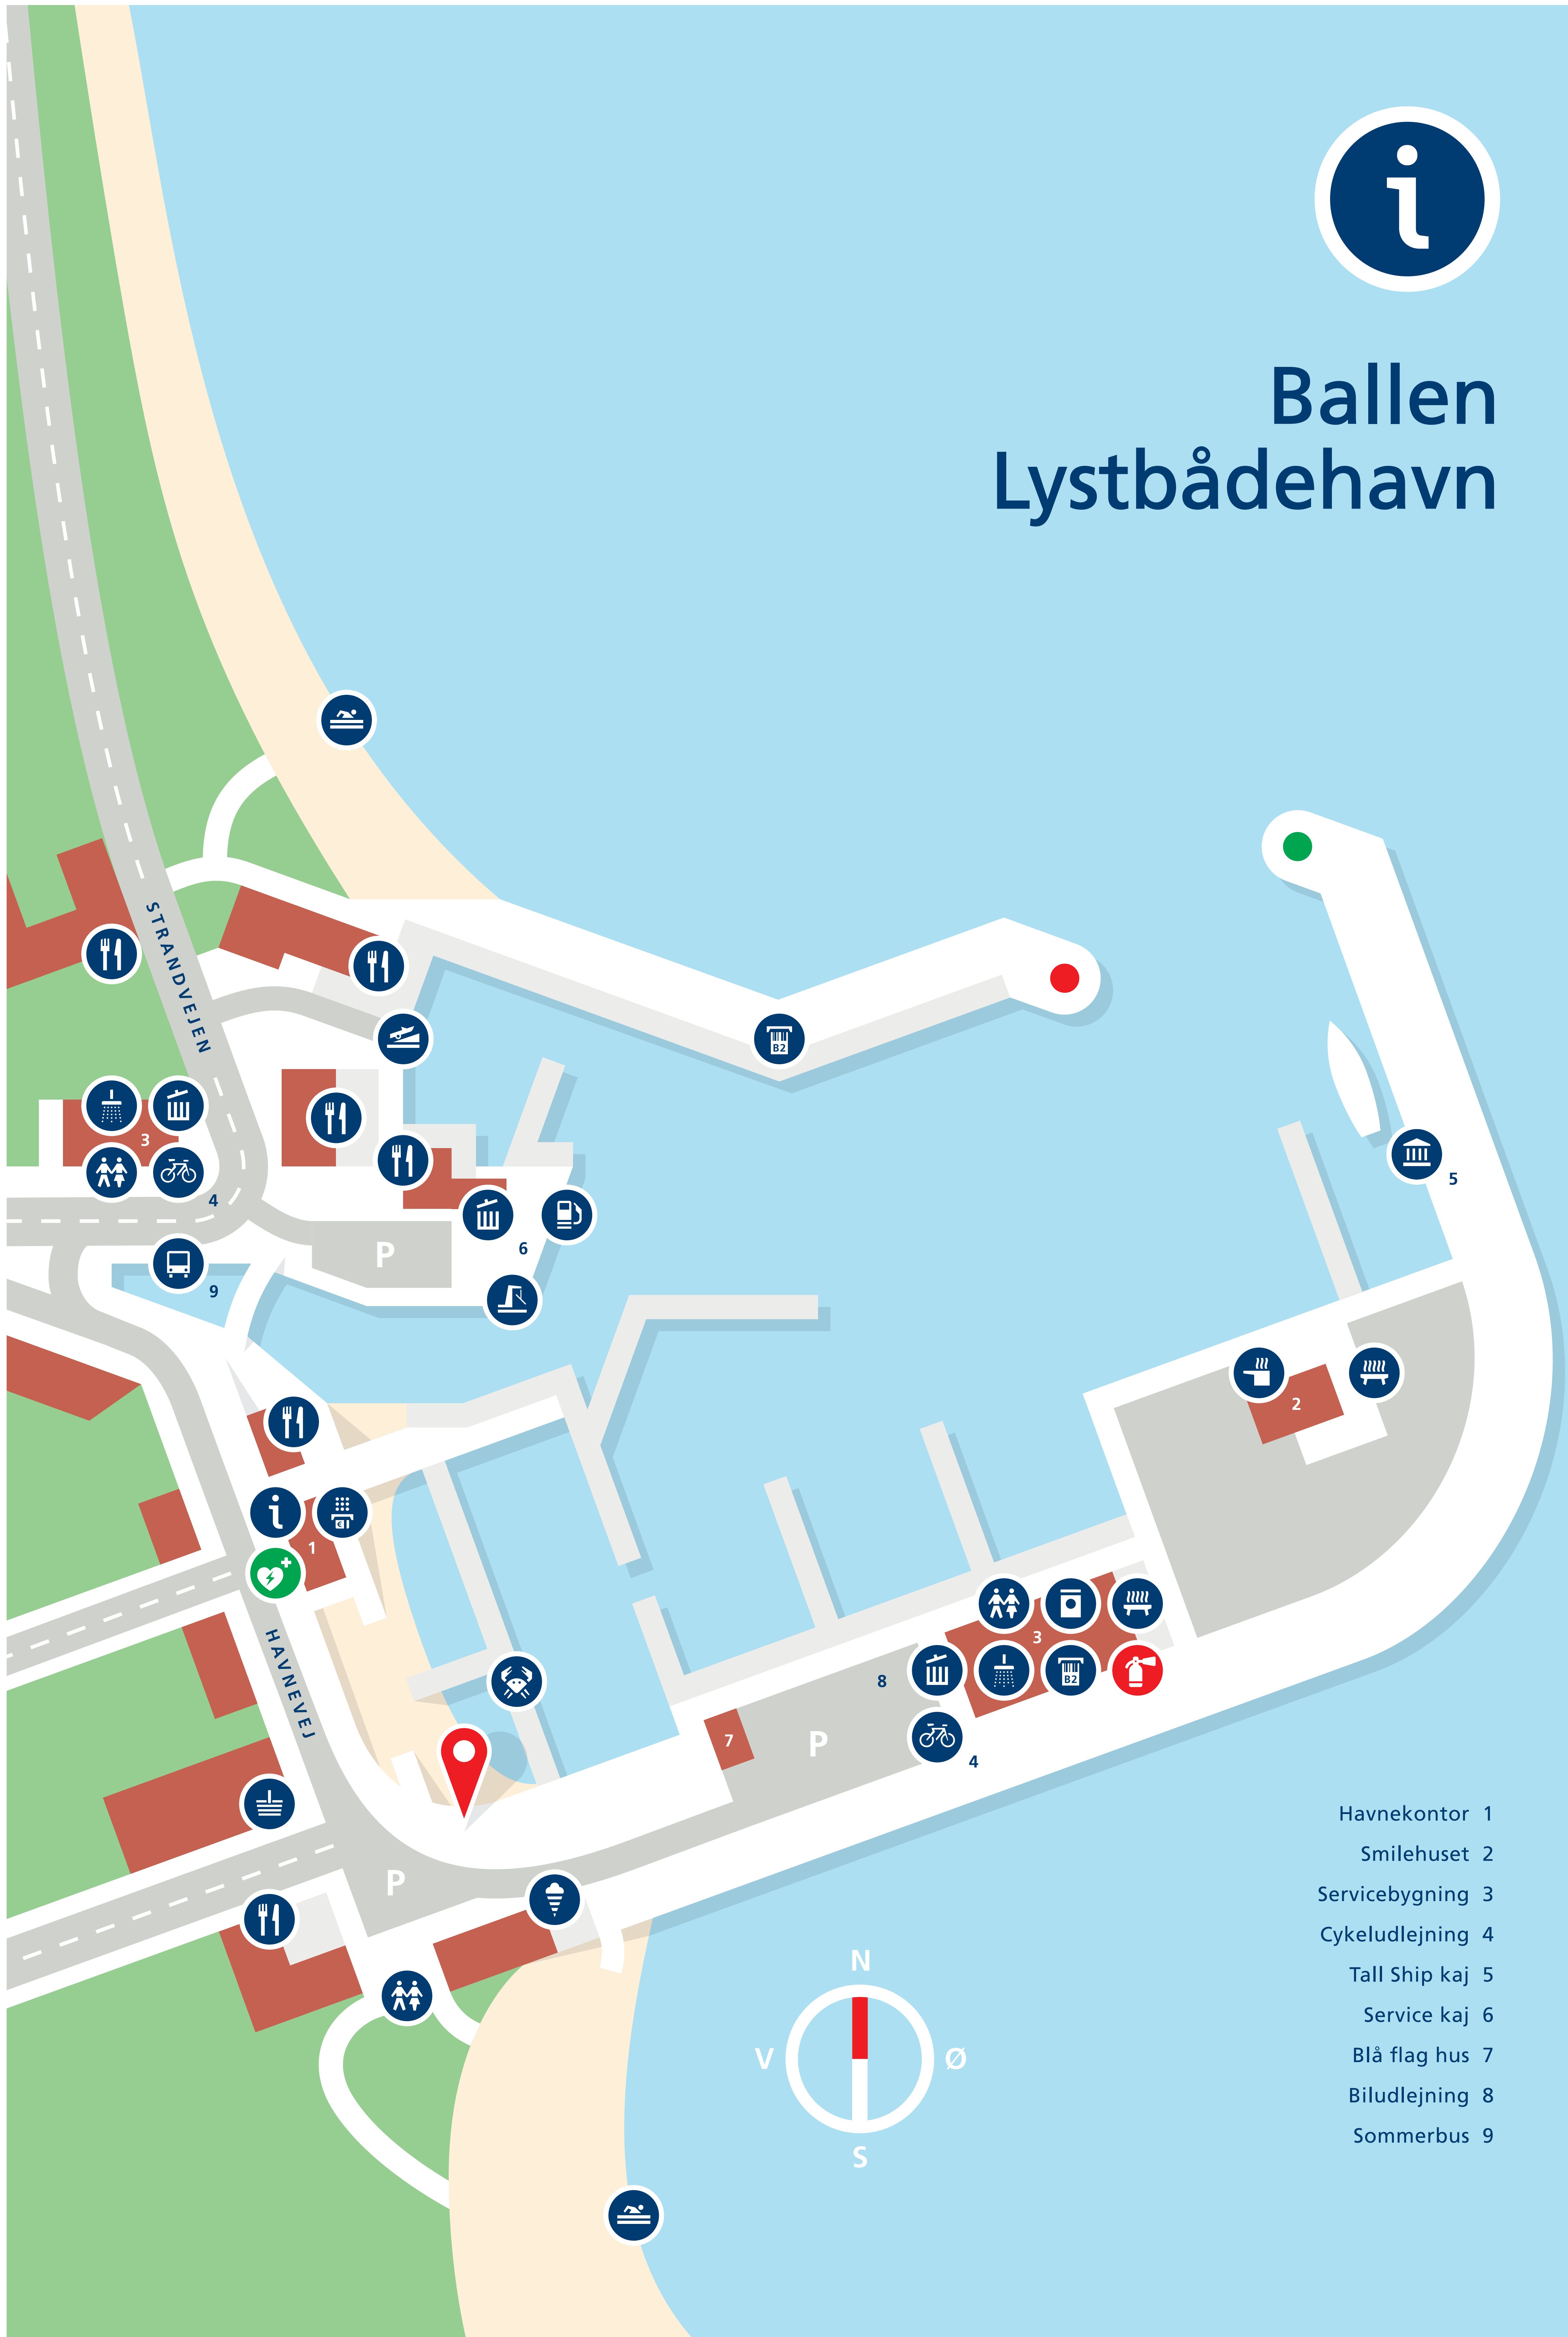 i
Ballen
Lystbådehavn
STRANDVEJEN
B2
3
4
5
P
6
9
2
i
1
HAVNEVEJ
3
B2
8
7
P
4
P
N
V
Ø
S
Havnekontor 1
Smilehuset 2
Servicebygning 3
Cykeludlejning 4
Tall Ship kaj 5
Service kaj 6
Blå flag hus 7
Biludlejning 8
Sommerbus 9